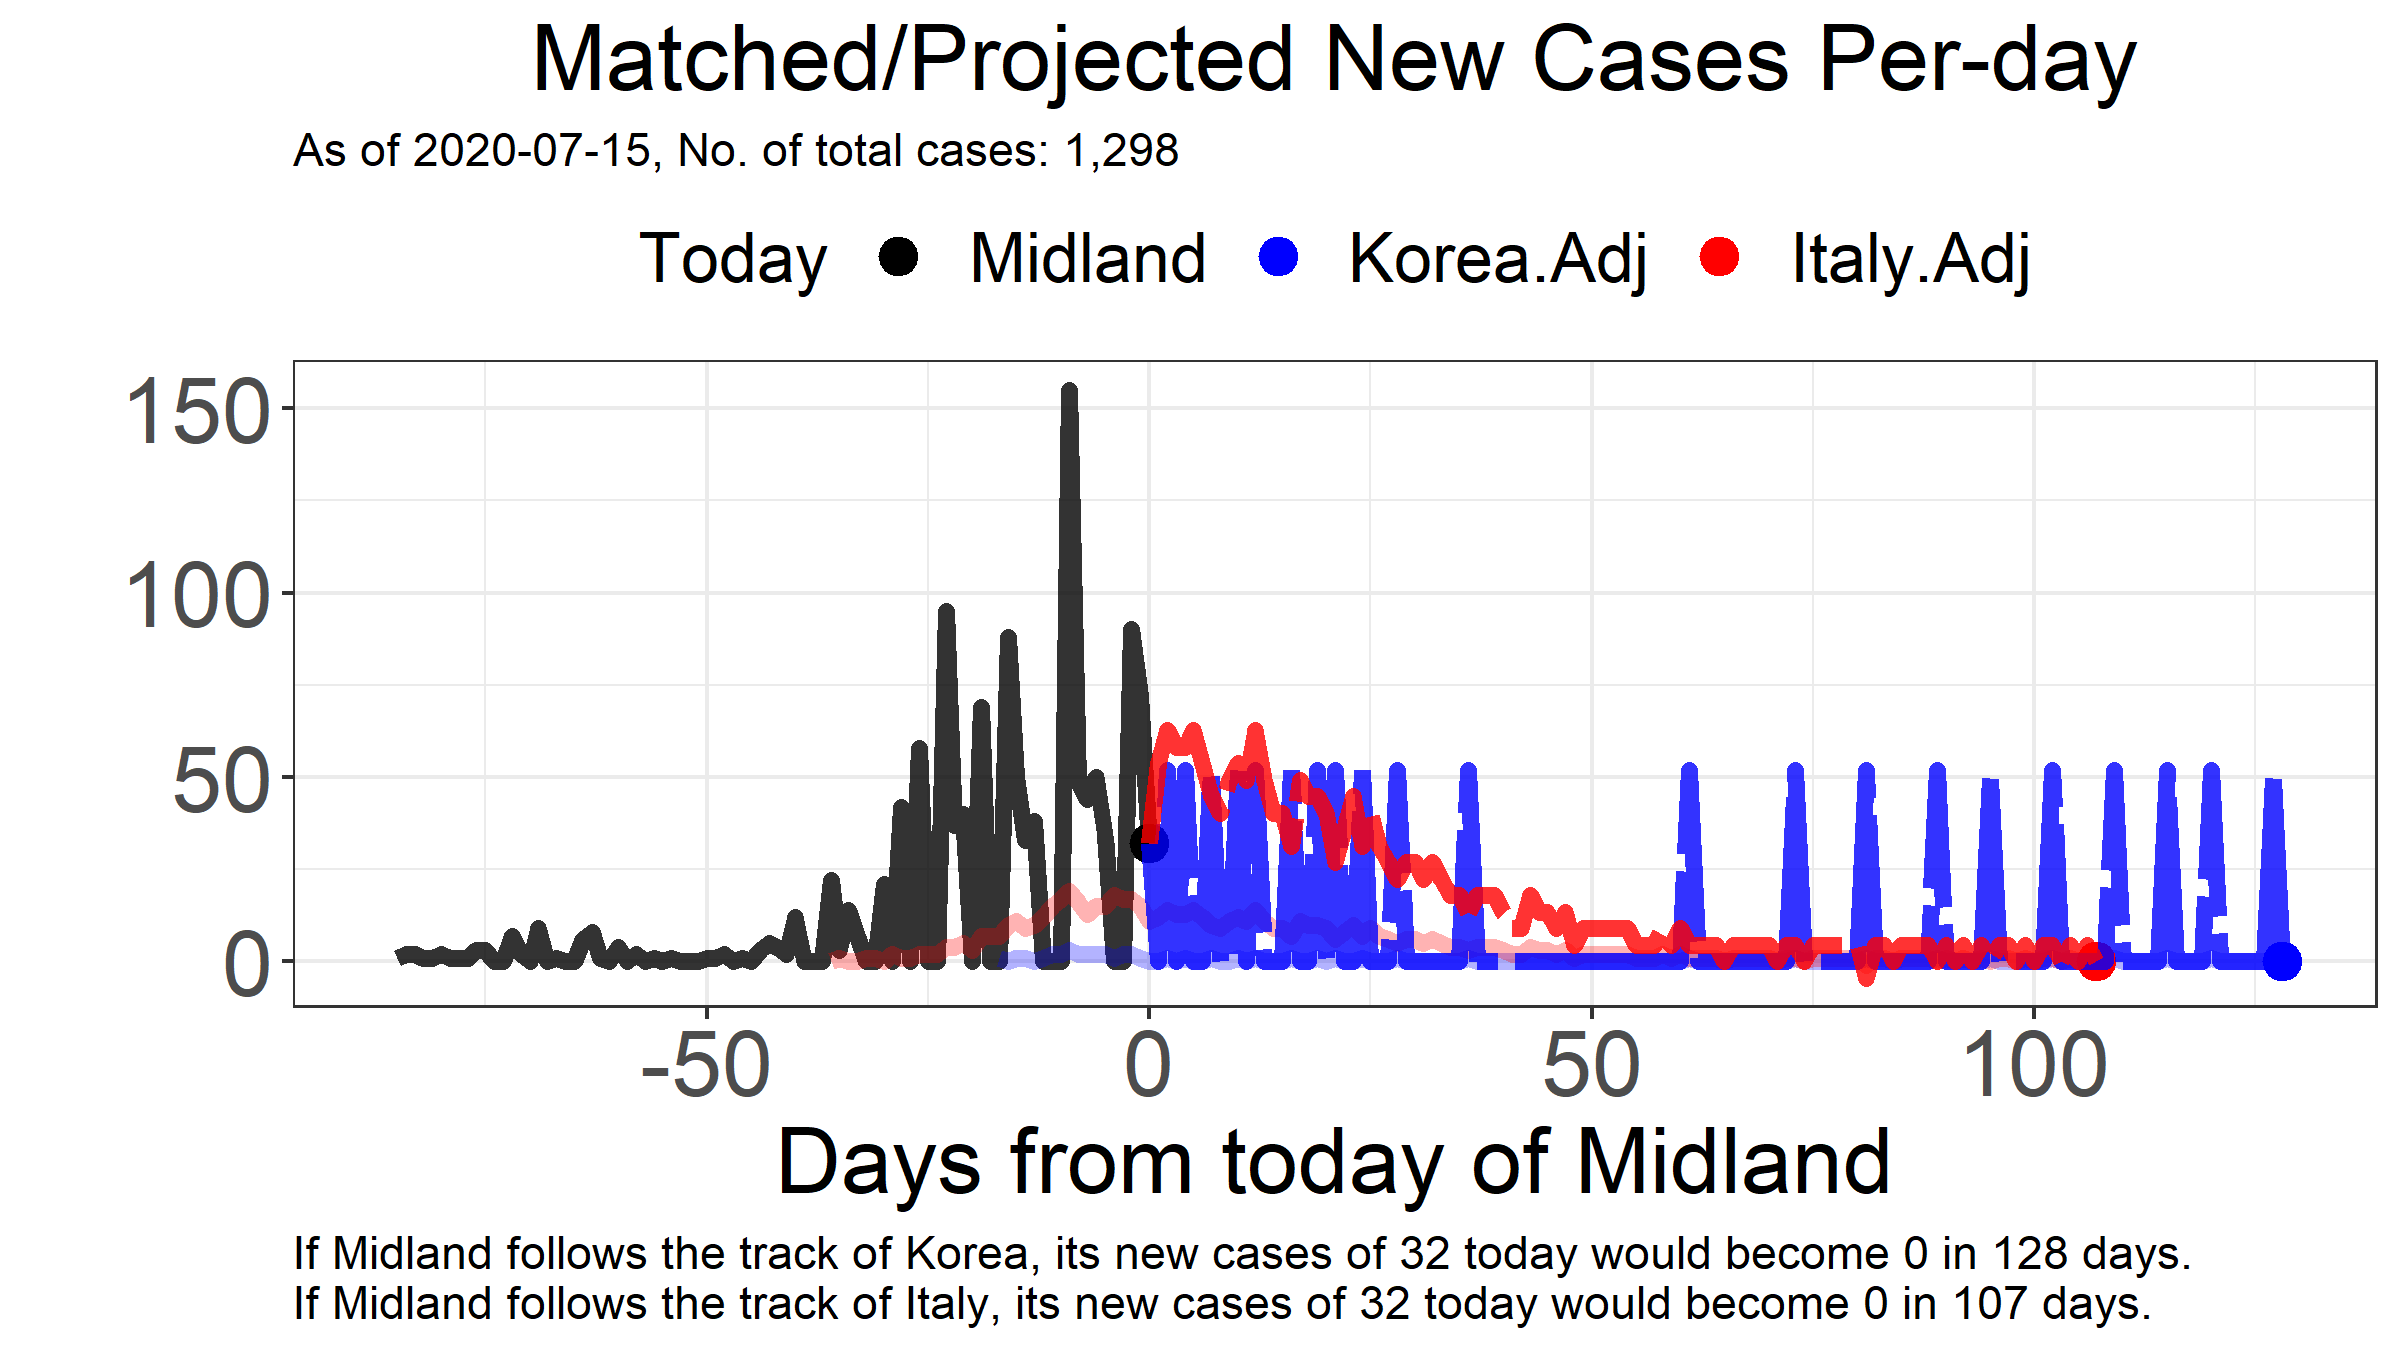 Matched/Projected New Cases Per-day
As of 2020-07-15, No. of total cases: 1,298
Today Midland Korea.Adj Italy.Adj
150
100
50
0
-50 0 50 100
Days from today of Midland
If Midland follows the track of Korea, its new cases of 32 today would become 0 in 128 days.
If Midland follows the track of Italy, its new cases of 32 today would become 0 in 107 days.